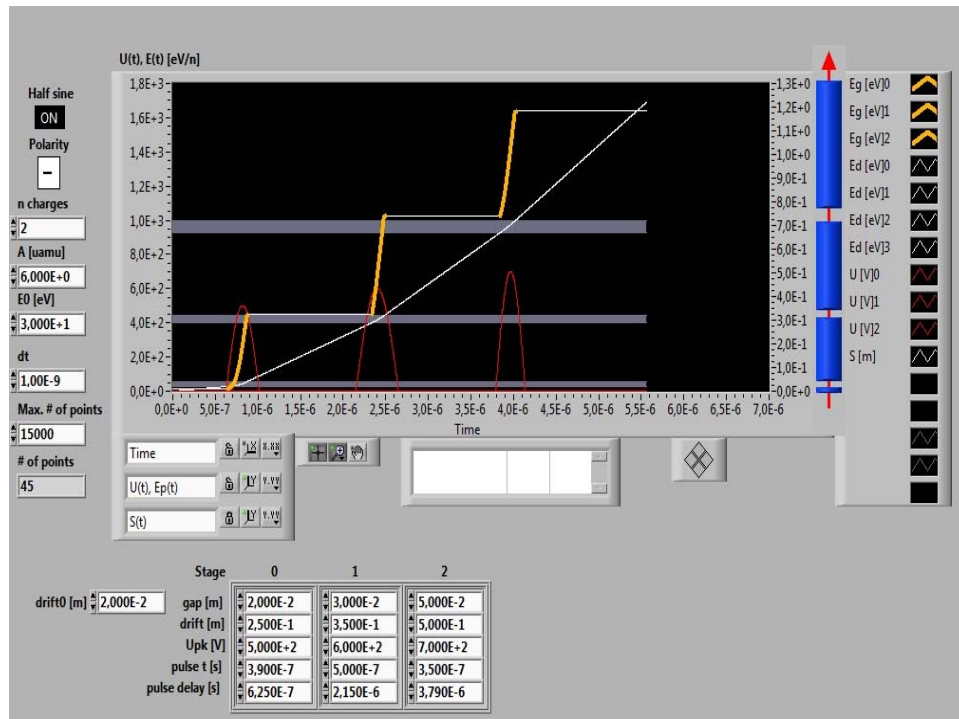 U(t), E(t) [eV/n]
Half sine
ON
Polarity
-
n charges
2
A [uamu]
6,000E+0
E0 [eV]
3,000E+1
dt
1,00E-9
Max. # of points
15000
# of points
45
1,8E+3
1,6E+3
1,4E+3
1,2E+3
1,0E+3
8,0E+2
6,0E+2
4,0E+2
2,0E+2
0,0E+0
1,3E+0
1,2E+0
1,1E+0
1,0E+0
9,0E-1
8,0E-1
7,0E-1
6,0E-1
5,0E-1
4,0E-1
3,0E-1
2,0E-1
1,0E-1
0,0E+0
0,0E+0 5,0E-7 1,0E-6 1,5E-6 2,0E-6 2,5E-6 3,0E-6 3,5E-6 4,0E-6 4,5E-6 5,0E-6 5,5E-6 6,0E-6 6,5E-6 7,0E-6
Time
Eg [eV]0
Eg [eV]1
Eg [eV]2
Ed [eV]0
Ed [eV]1
Ed [eV]2
Ed [eV]3
U [V]0
U [V]1
U [V]2
S [m]
Time
U(t), Ep(t)
S(t)
Stage 0 1 2
drift0 [m] 2,000E-2
gap [m] 2,000E-2 3,000E-2 5,000E-2
drift [m] 2,500E-1 3,500E-1 5,000E-1
Upk [V] 5,000E+2 6,000E+2 7,000E+2
pulse t [s] 3,900E-7 5,000E-7 3,500E-7
pulse delay [s] 6,250E-7 2,150E-6 3,790E-6